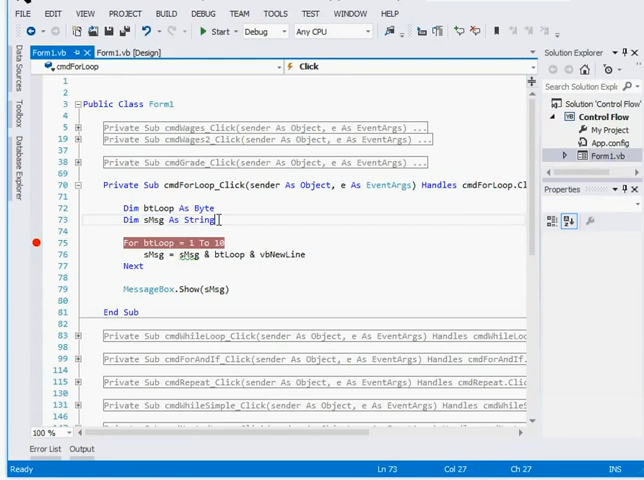 FILE EDIT VIEW PROJECT BUILD DEBUG TEAM TOOLS TEST WINDOW HELP
Start Debug Any CPU
Form1.vb Form1.vb [Design]
cmdForLoop Click
Data Sources
Toolbox
Data Explorer
1
2
3 Public Class Form1
4
5 Private Sub cmdWages_Click(sender As Object, e As EventArgs) ...
19 Private Sub cmdWages2_Click(sender As Object, e As EventArgs) ...
37
38 Private Sub cmdGrade_Click(sender As Object, e As EventArgs) ...
69
70 Private Sub cmdForLoop_Click(sender As Object, e As EventArgs) Handles cmdForLoop.Cl
71
72 Dim btLoop As Byte
73 Dim sMsg As String
74
75 For btLoop = 1 To 10
76 sMsg = sMsg & btLoop & vbNewLine
77 Next
78
79 MessageBox.Show(sMsg)
80
81 End Sub
82
83 Private Sub cmdWhileLoop_Click(sender As Object, e As EventArgs) Handles cmdWhileLoo
98
99 Private Sub cmdForAndIf_Click(sender As Object, e As EventArgs) Handles cmdForAndIf.
114
115 Private Sub cmdRepeat_Click(sender As Object, e As EventArgs) Handles cmdRepeat.Clic
130
131 Private Sub cmdWhileSimple_Click(sender As Object, e As EventArgs) Handles cmdWhileS
146
100 %
Error List Output
Ready Ln 73 Col 27 Ch 27 INS
Solution Explorer
Search Solution Explorer
Solution 'Control Flow'
Control Flow
My Project
App.config
Form1.vb
Properties